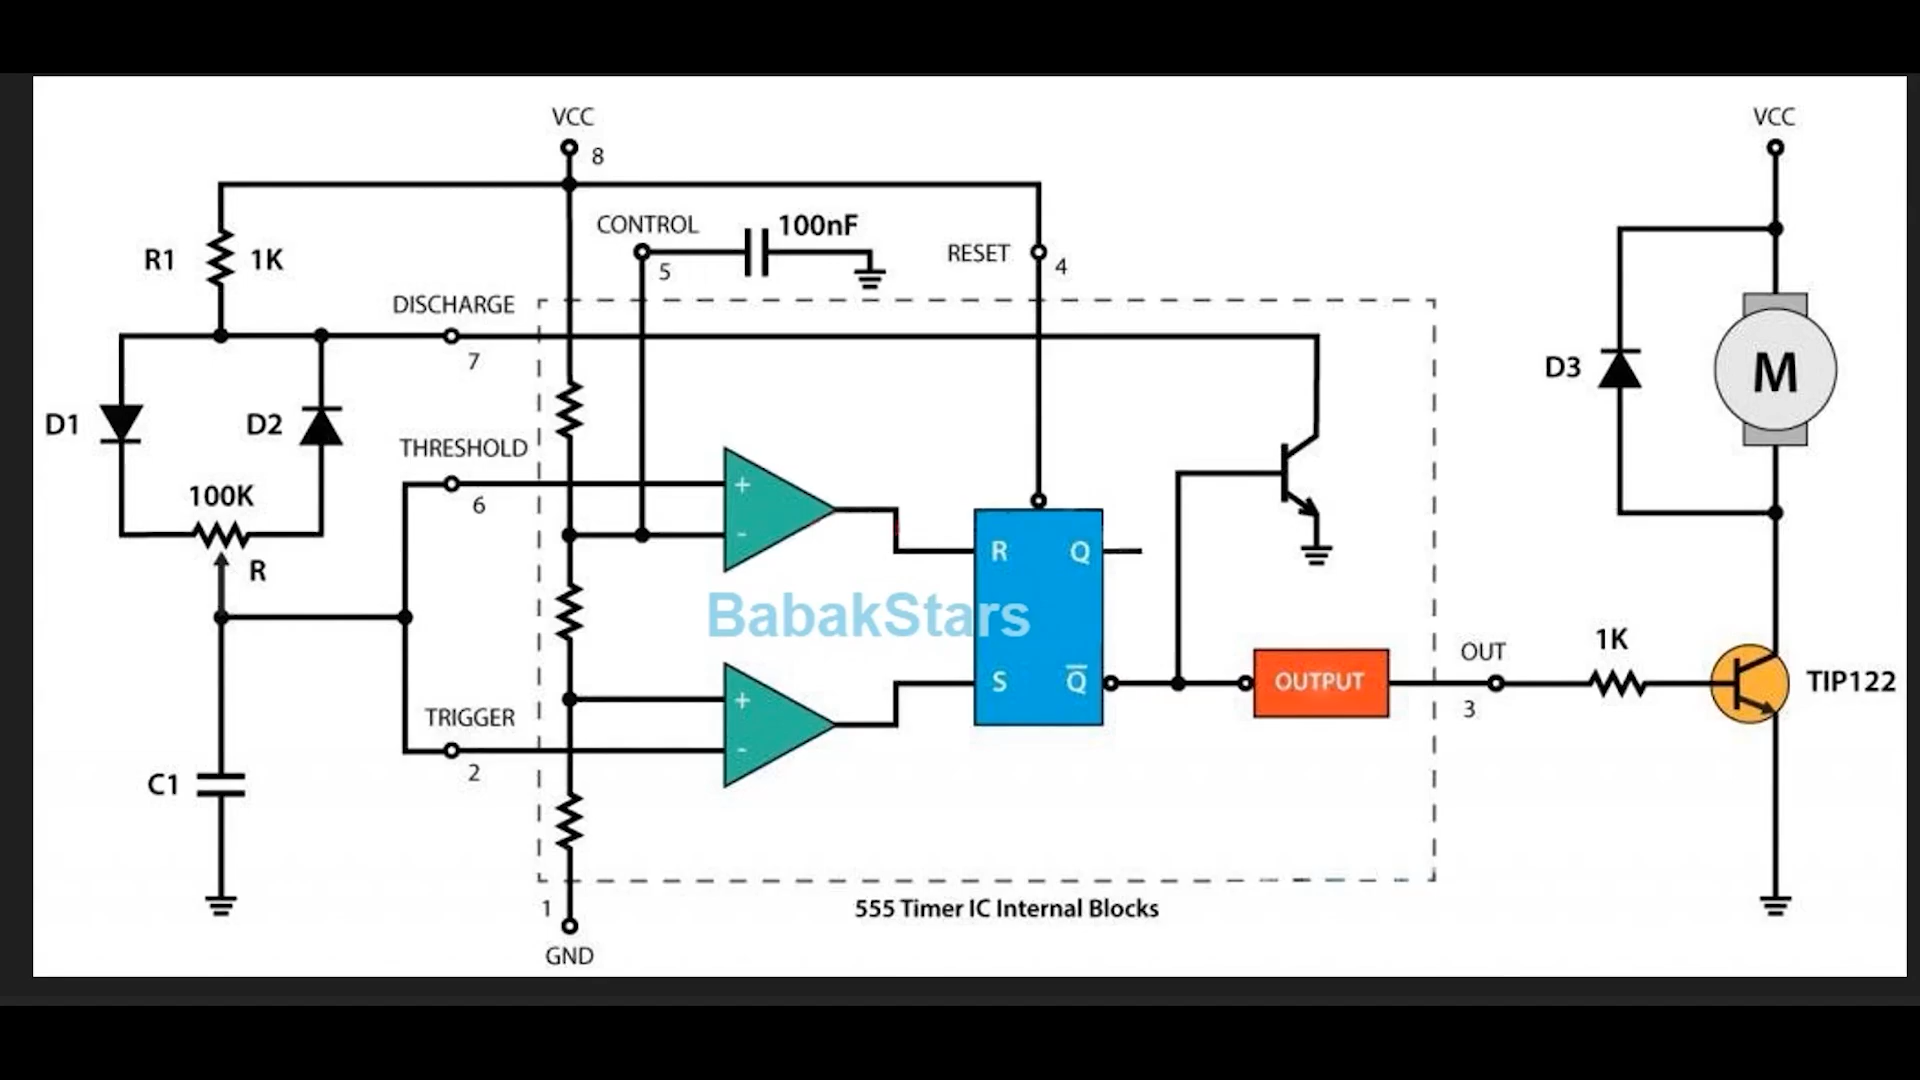 VCC
8
VCC
CONTROL
100nF
5
RESET
4
R1
1K
DISCHARGE
7
D1
D2
THRESHOLD
6
100K
R
D3
M
+
-
R
Q
BabakStars
S
Q̅
OUTPUT
OUT
3
1K
TIP122
TRIGGER
2
+
-
C1
1
GND
555 Timer IC Internal Blocks